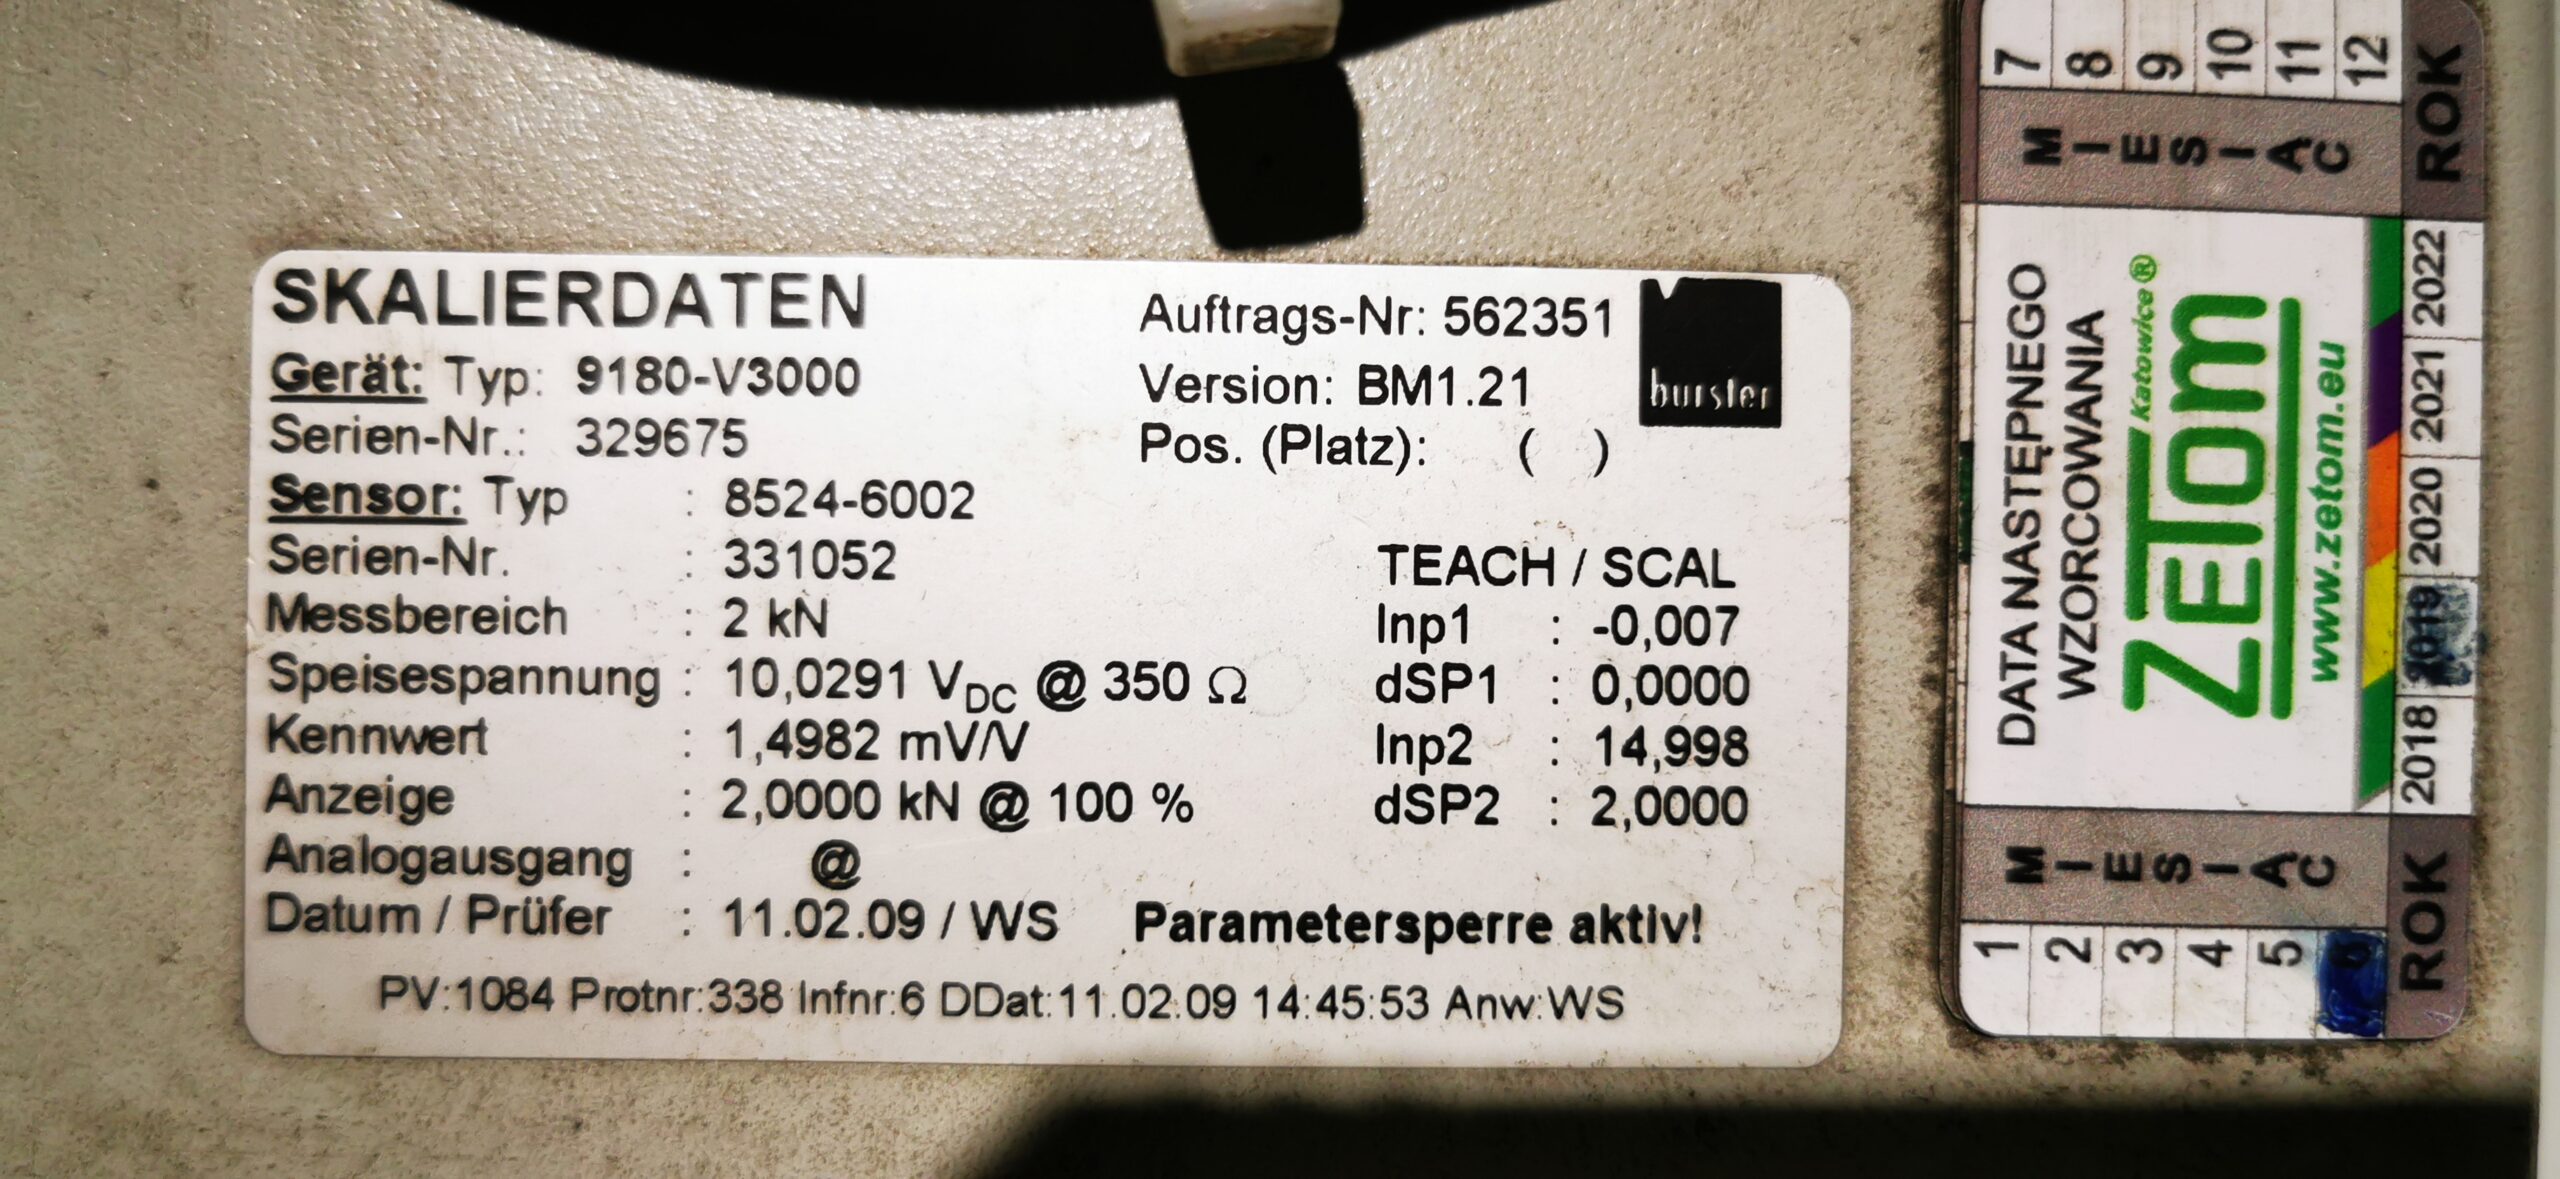 SKALIERDATEN
Auftrags-Nr: 562351
burster
Gerät: Typ: 9180-V3000
Version: BM1.21
Serien-Nr.: 329675
Pos. (Platz): ( )
Sensor: Typ : 8524-6002
Serien-Nr. : 331052
TEACH / SCAL
Messbereich : 2 kN
Inp1 : -0,007
Speisespannung : 10,0291 VDC @ 350 Ω
dSP1 : 0,0000
Kennwert : 1,4982 mV/V
Inp2 : 14,998
Anzeige : 2,0000 kN @ 100 %
dSP2 : 2,0000
Analogausgang : @
Datum / Prüfer : 11.02.09 / WS Parametersperre aktiv!
PV:1084 Protnr:338 Infnr:6 DDat:11.02.09 14:45:53 Anw:WS
7 8 9 10 11 12
MIESIAC
ROK
DATA NASTĘPNEGO
WZORCOWANIA
Katowice®
ZETom
www.zetom.eu
2018 2019 2020 2021 2022
MIESIAC
ROK
1 2 3 4 5 6